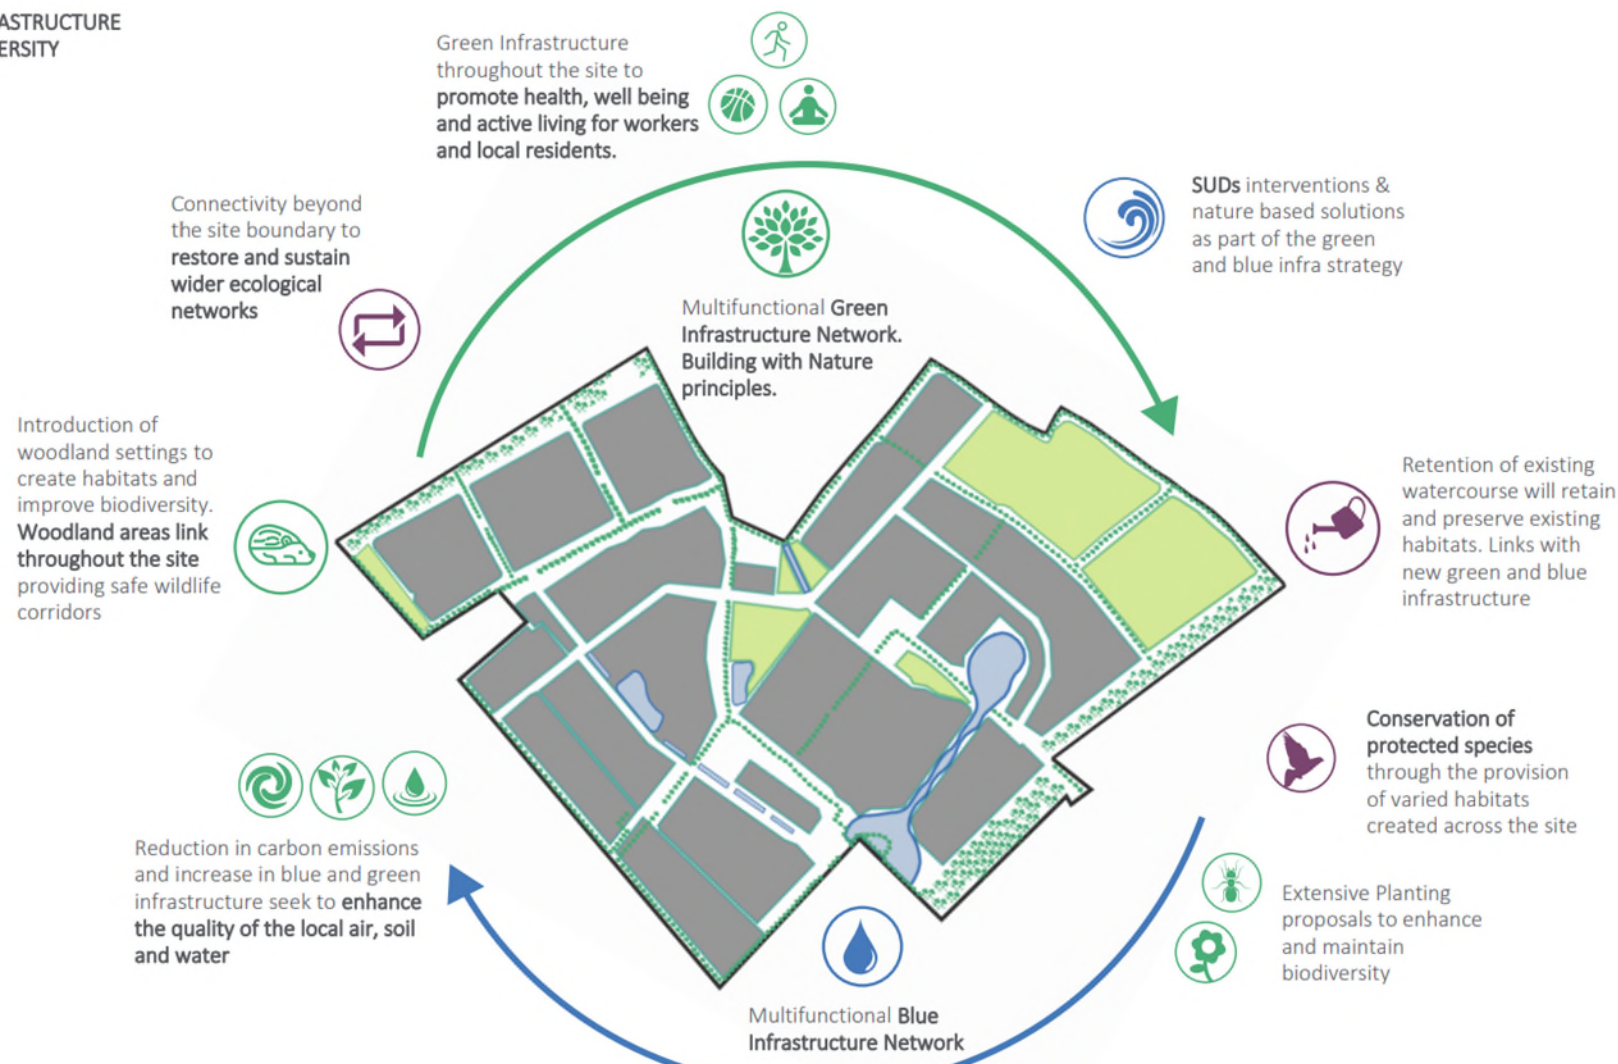 ASTRUCTURE
ERSITY
Green Infrastructure
throughout the site to
promote health, well being
and active living for workers
and local residents.
Connectivity beyond
the site boundary to
restore and sustain
wider ecological
networks
SUDs interventions &
nature based solutions
as part of the green
and blue infra strategy
Multifunctional Green
Infrastructure Network.
Building with Nature
principles.
Introduction of
woodland settings to
create habitats and
improve biodiversity.
Woodland areas link
throughout the site
providing safe wildlife
corridors
Retention of existing
watercourse will retain
and preserve existing
habitats. Links with
new green and blue
infrastructure
Conservation of
protected species
through the provision
of varied habitats
created across the site
Reduction in carbon emissions
and increase in blue and green
infrastructure seek to enhance
the quality of the local air, soil
and water
Extensive Planting
proposals to enhance
and maintain
biodiversity
Multifunctional Blue
Infrastructure Network